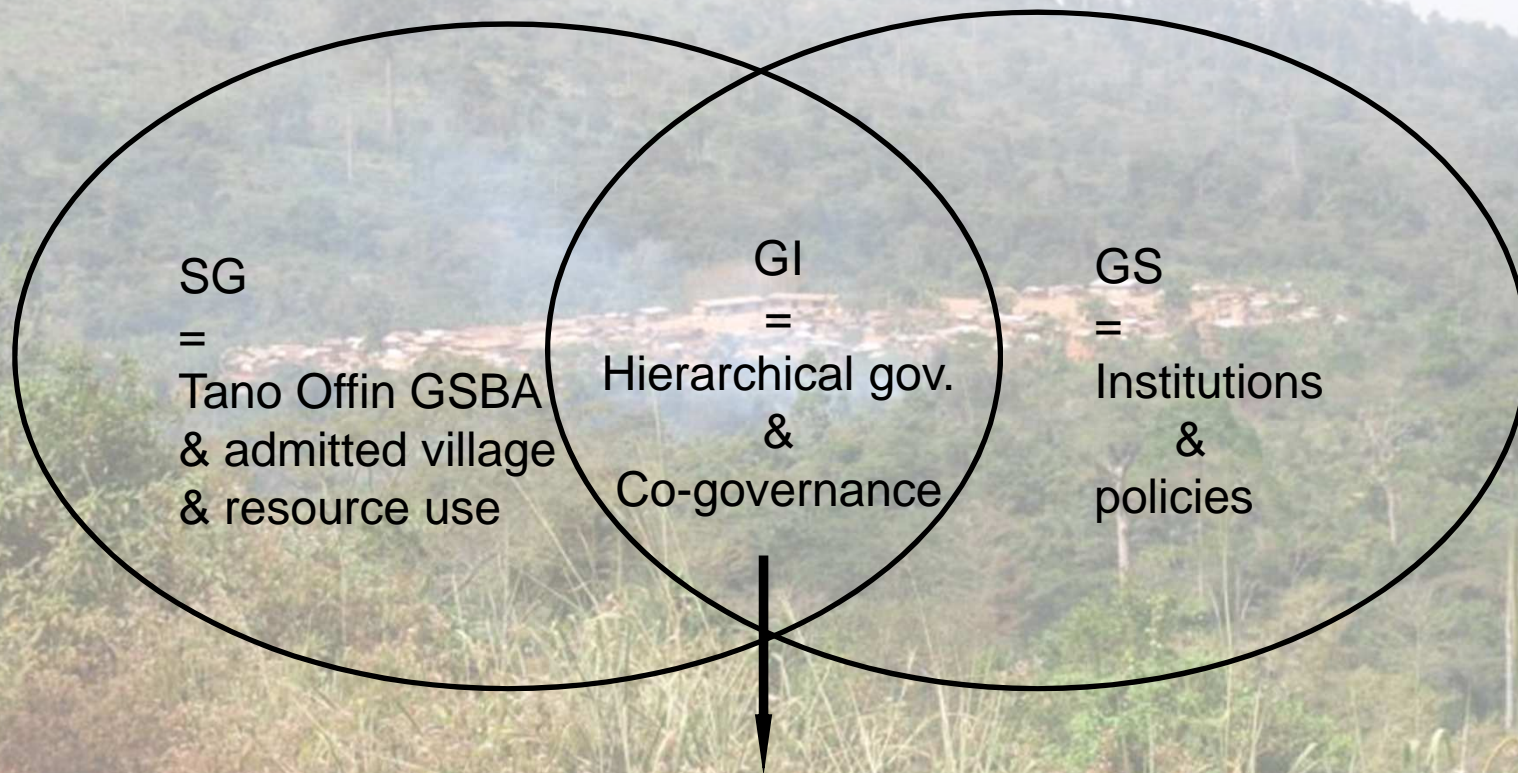 SG
=
Tano Offin GSBA
& admitted village
& resource use
GI
=
Hierarchical gov.
&
Co-governance
GS
=
Institutions
&
policies